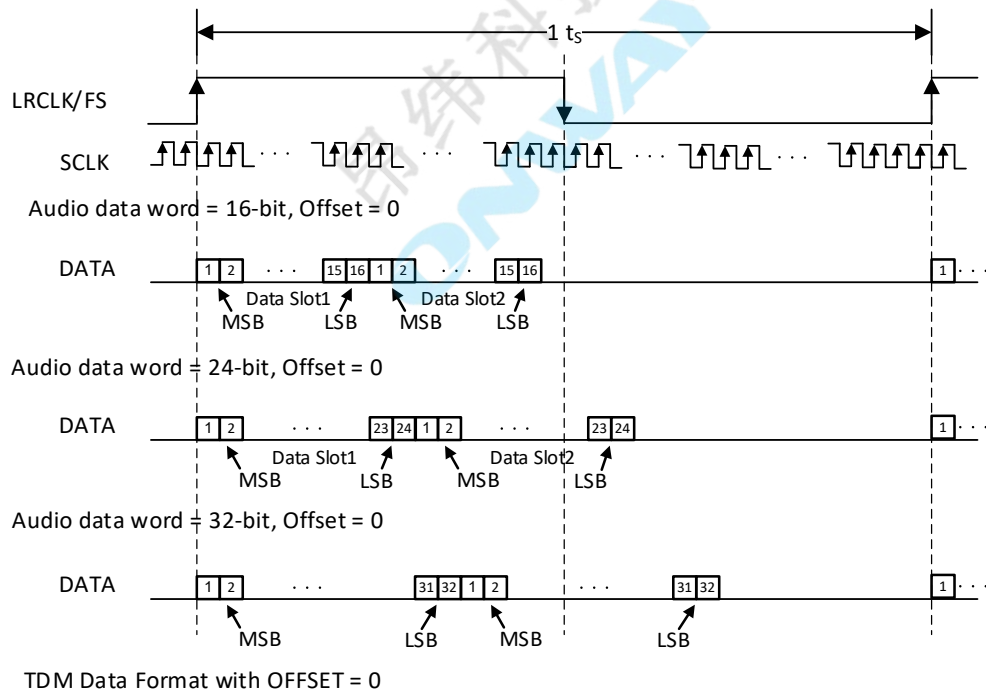 1 tS
LRCLK/FS
SCLK
· · · · · · · · · · · ·
Audio data word = 16-bit, Offset = 0
DATA 1 2 · · · 15 16 1 2 · · · 15 16 1 · · ·
Data Slot1 Data Slot2
MSB LSB MSB LSB
Audio data word = 24-bit, Offset = 0
DATA 1 2 · · · 23 24 1 2 · · · 23 24 1 · · ·
Data Slot1 Data Slot2
MSB LSB MSB LSB
Audio data word = 32-bit, Offset = 0
DATA 1 2 · · · 31 32 1 2 · · · 31 32 1 · · ·
MSB LSB MSB LSB
TDM Data Format with OFFSET = 0
昂纬科
ONWAY